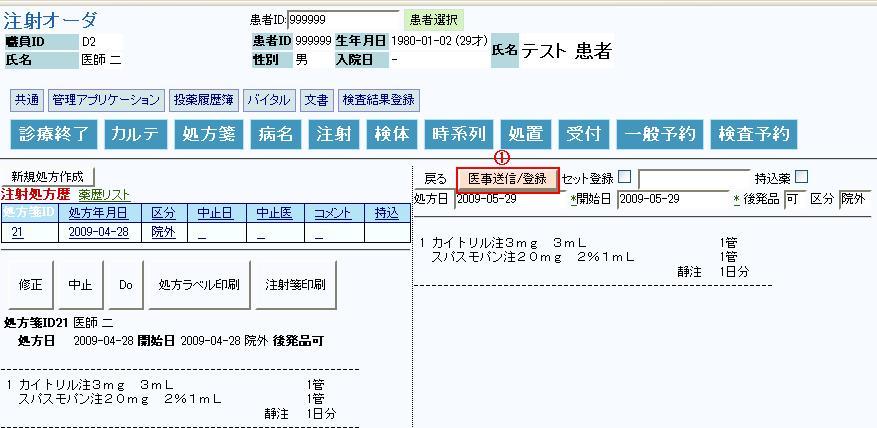 注射オーダ
患者ID: 999999 患者選択
職員ID D2
氏名 医師 二
患者ID 999999 生年月日 1980-01-02 (29才) 氏名 テスト 患者
性別 男 入院日 -
共通 管理アプリケーション 投薬履歴簿 バイタル 文書 検査結果登録
診療終了 カルテ 処方箋 病名 注射 検体 時系列 処置 受付 一般予約 検査予約
①
新規処方作成
注射処方歴 薬歴リスト
処方箋ID 処方年月日 区分 中止日 中止医 コメント 持込
21 2009-04-28 院外
修正 中止 Do 処方ラベル印刷 注射箋印刷
処方箋ID21 医師 二
処方日 2009-04-28 開始日 2009-04-28 院外 後発品可
1 カイトリル注3mg 3mL 1管
スパスモパン注20mg 2%1mL 1管
静注 1日分
戻る 医事送信/登録 セット登録 持込薬
処方日 2009-05-29 *開始日 2009-05-29 * 後発品 可 区分 院外
1 カイトリル注3mg 3mL 1管
スパスモパン注20mg 2%1mL 1管
静注 1日分